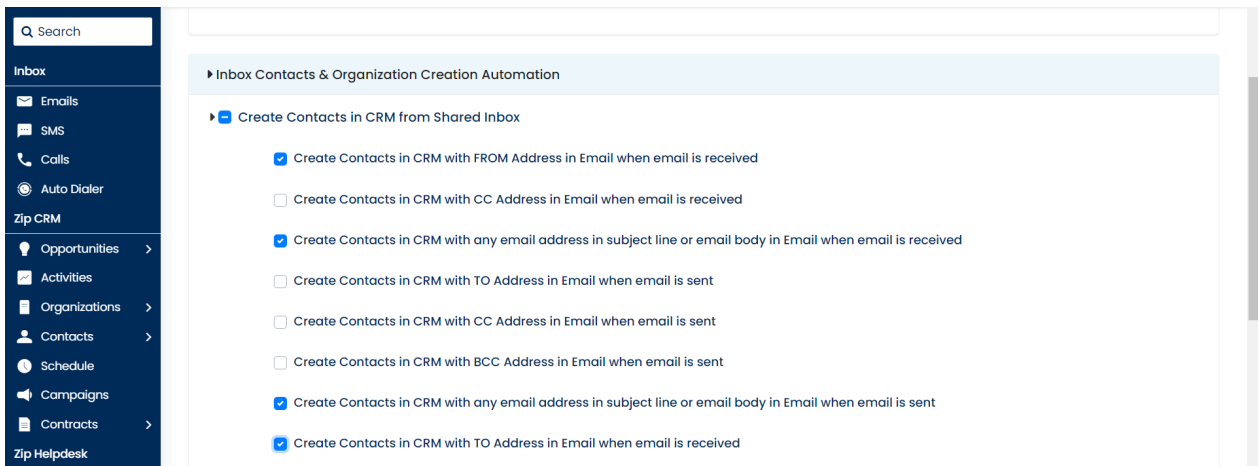 Search
Inbox
Emails
SMS
Calls
Auto Dialer
Zip CRM
Opportunities
Activities
Organizations
Contacts
Schedule
Campaigns
Contracts
Zip Helpdesk
Inbox Contacts & Organization Creation Automation
Create Contacts in CRM from Shared Inbox
Create Contacts in CRM with FROM Address in Email when email is received
Create Contacts in CRM with CC Address in Email when email is received
Create Contacts in CRM with any email address in subject line or email body in Email when email is received
Create Contacts in CRM with TO Address in Email when email is sent
Create Contacts in CRM with CC Address in Email when email is sent
Create Contacts in CRM with BCC Address in Email when email is sent
Create Contacts in CRM with any email address in subject line or email body in Email when email is sent
Create Contacts in CRM with TO Address in Email when email is received